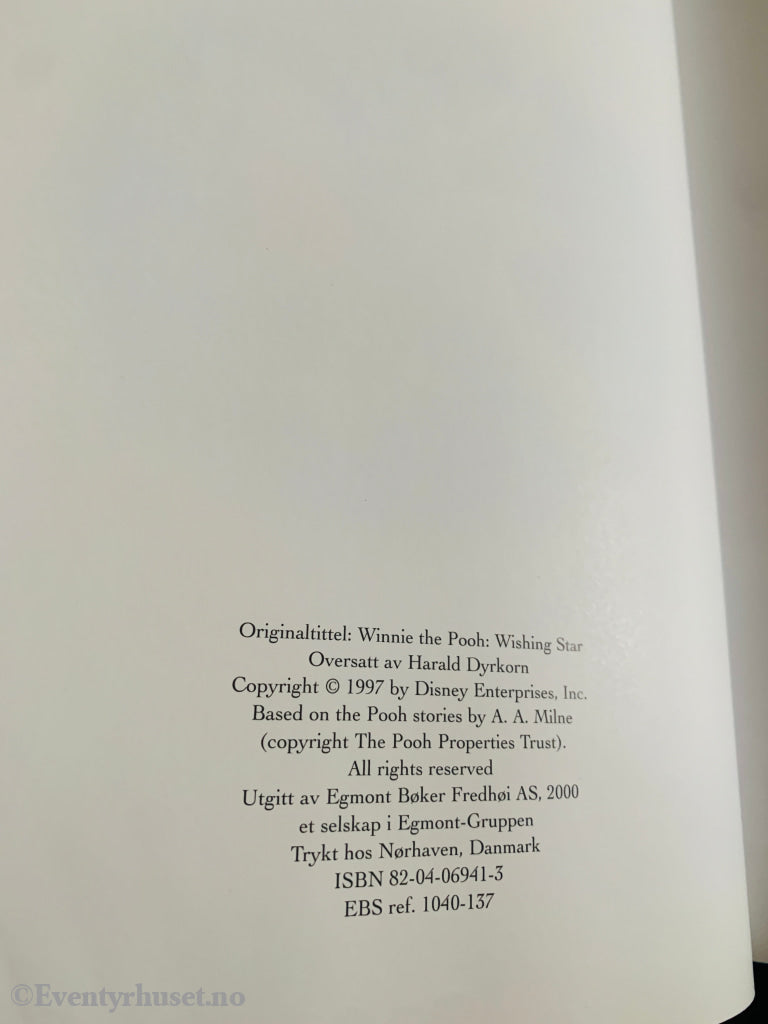 Originaltittel: Winnie the Pooh: Wishing Star
Oversatt av Harald Dyrkorn
Copyright © 1997 by Disney Enterprises, Inc.
Based on the Pooh stories by A. A. Milne
(copyright The Pooh Properties Trust).
All rights reserved
Utgitt av Egmont Bøker Fredhøi AS, 2000
et selskap i Egmont-Gruppen
Trykt hos Nørhaven, Danmark
ISBN 82-04-06941-3
EBS ref. 1040-137
©Eventyrhuset.no